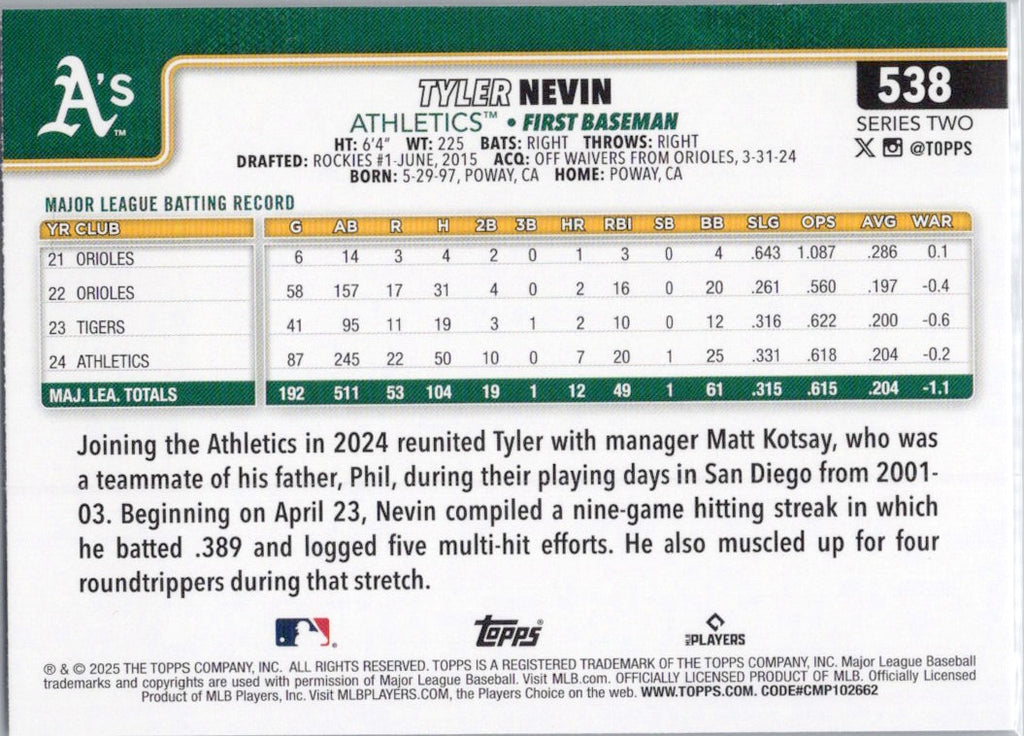 A's™
TYLER NEVIN
538
ATHLETICS™ • FIRST BASEMAN
SERIES TWO
HT: 6'4" WT: 225 BATS: RIGHT THROWS: RIGHT
@TOPPS
DRAFTED: ROCKIES #1-JUNE, 2015 ACQ: OFF WAIVERS FROM ORIOLES, 3-31-24
BORN: 5-29-97, POWAY, CA HOME: POWAY, CA
MAJOR LEAGUE BATTING RECORD
YR CLUB G AB R H 2B 3B HR RBI SB BB SLG OPS AVG WAR
21 ORIOLES 6 14 3 4 2 0 1 3 0 4 .643 1.087 .286 0.1
22 ORIOLES 58 157 17 31 4 0 2 16 0 20 .261 .560 .197 -0.4
23 TIGERS 41 95 11 19 3 1 2 10 0 12 .316 .622 .200 -0.6
24 ATHLETICS 87 245 22 50 10 0 7 20 1 25 .331 .618 .204 -0.2
MAJ. LEA. TOTALS 192 511 53 104 19 1 12 49 1 61 .315 .615 .204 -1.1
Joining the Athletics in 2024 reunited Tyler with manager Matt Kotsay, who was
a teammate of his father, Phil, during their playing days in San Diego from 2001-
03. Beginning on April 23, Nevin compiled a nine-game hitting streak in which
he batted .389 and logged five multi-hit efforts. He also muscled up for four
roundtrippers during that stretch.
Topps®
MLB PLAYERS
® & © 2025 THE TOPPS COMPANY, INC. ALL RIGHTS RESERVED. TOPPS IS A REGISTERED TRADEMARK OF THE TOPPS COMPANY, INC. Major League Baseball
trademarks and copyrights are used with permission of Major League Baseball. Visit MLB.com. OFFICIALLY LICENSED PRODUCT OF MLB. Officially Licensed
Product of MLB Players, Inc. Visit MLBPLAYERS.COM, the Players Choice on the web. WWW.TOPPS.COM. CODE#CMP102662